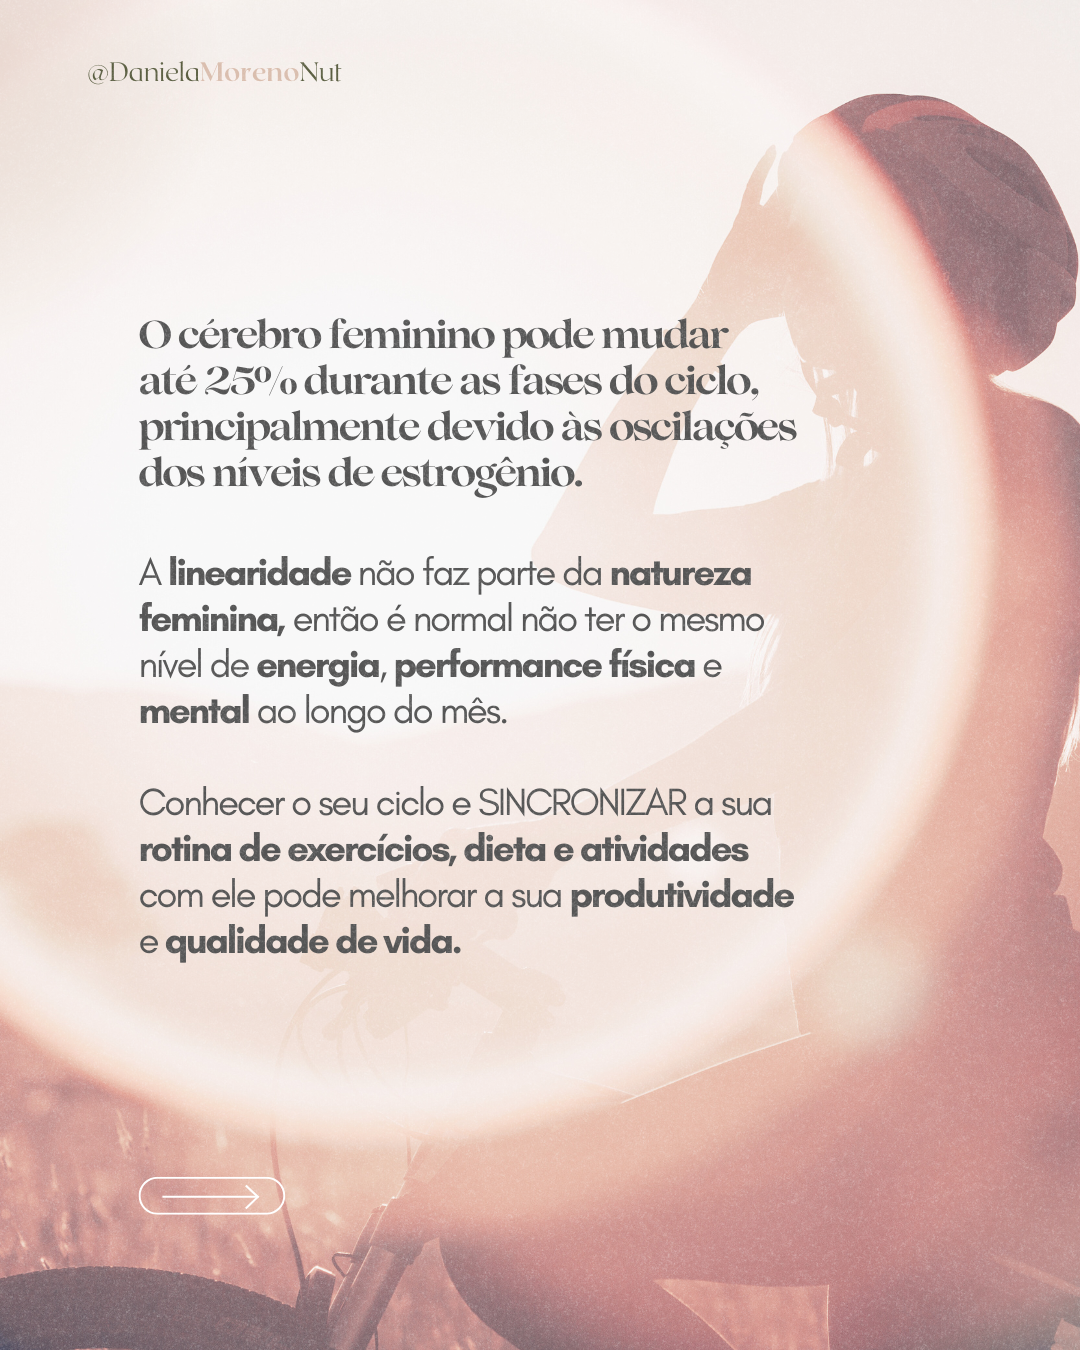 @DanielaMorenoNut
O cérebro feminino pode mudar
até 25% durante as fases do ciclo,
principalmente devido às oscilações
dos níveis de estrogênio.
A linearidade não faz parte da natureza
feminina, então é normal não ter o mesmo
nível de energia, performance física e
mental ao longo do mês.
Conhecer o seu ciclo e SINCRONIZAR a sua
rotina de exercícios, dieta e atividades
com ele pode melhorar a sua produtividade
e qualidade de vida.